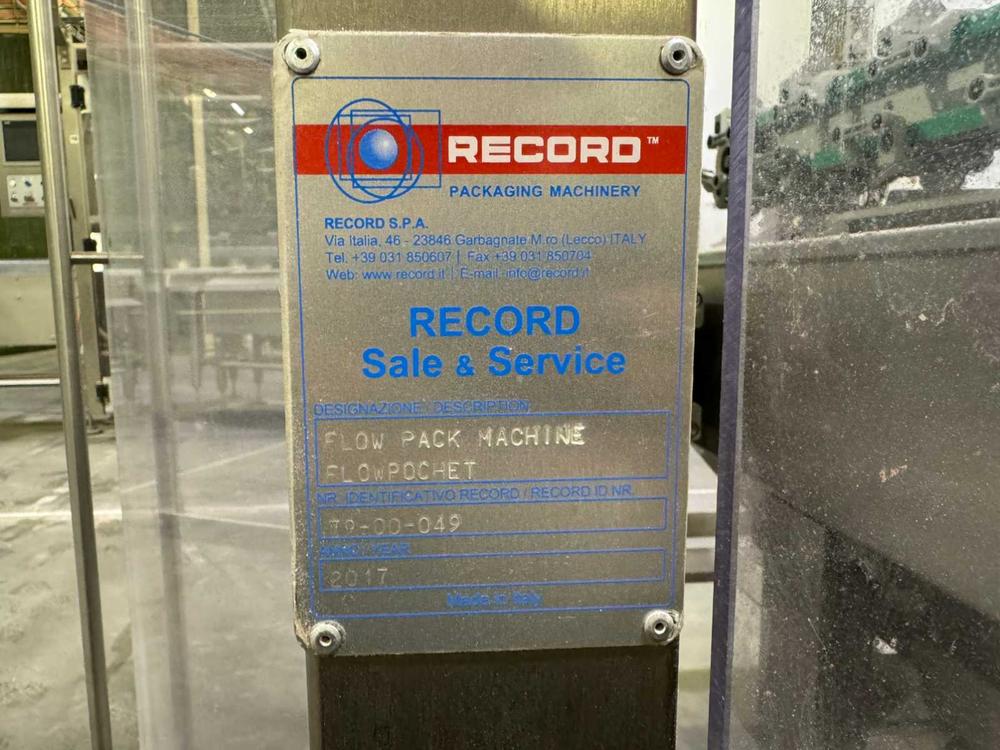 RECORD™
PACKAGING MACHINERY
RECORD S.P.A.
Via Italia, 46 - 23846 Garbagnate M.ro (Lecco) ITALY
Tel. +39 031 850607 | Fax +39 031 850704
Web: www.record.it | E-mail: info@record.it
RECORD
Sale & Service
DESIGNAZIONE / DESCRIPTION
FLOW PACK MACHINE
FLOWPOCHET
NR. IDENTIFICATIVO RECORD / RECORD ID NR.
ANNO / YEAR
2017
Made in Italy